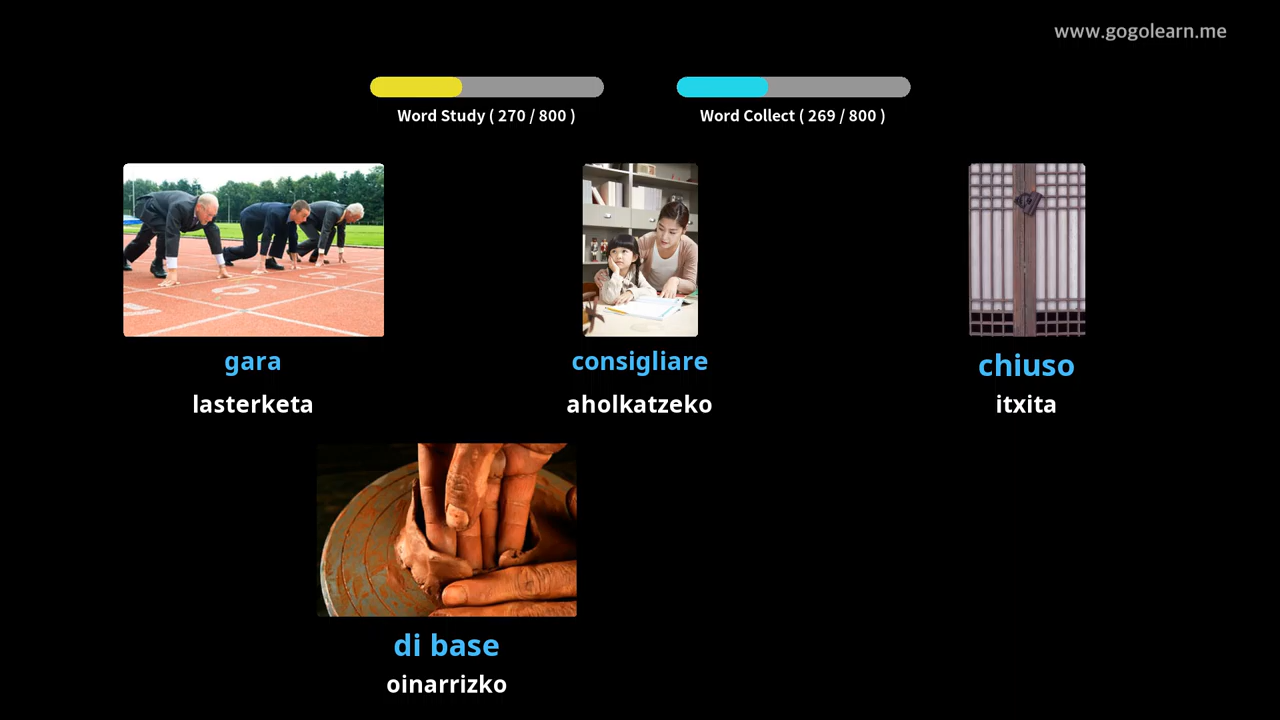 www.gogolearn.me
Word Study ( 270 / 800 )
Word Collect ( 269 / 800 )
gara
lasterketa
consigliare
aholkatzeko
chiuso
itxita
di base
oinarrizko